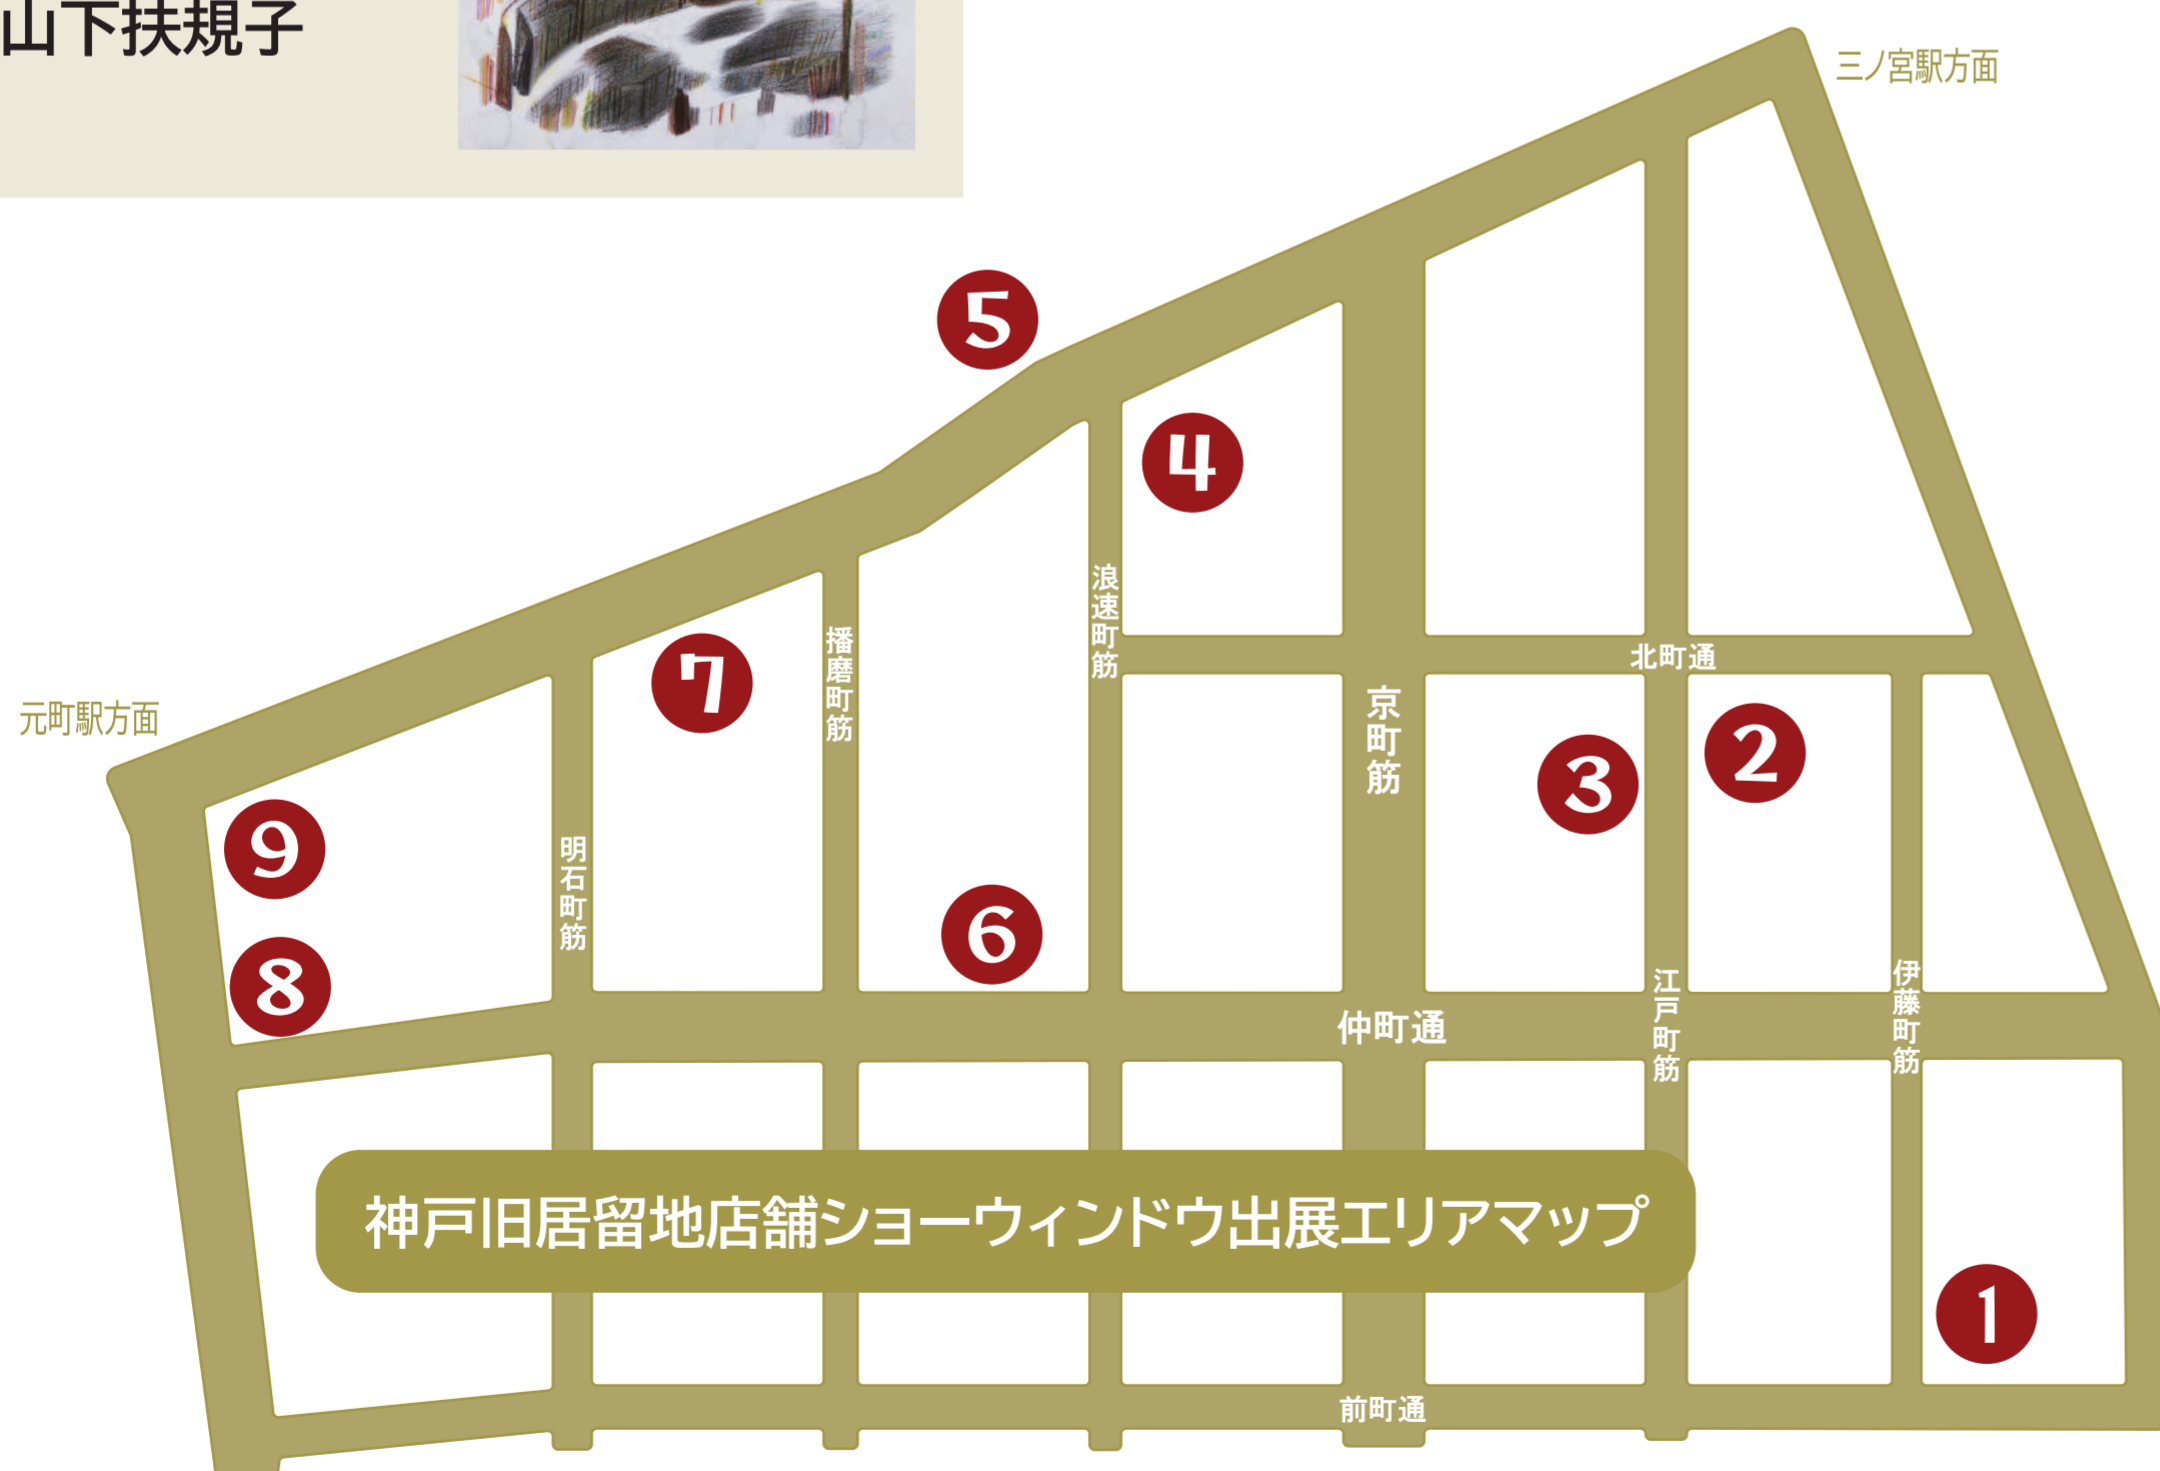 山下扶規子
三ノ宮駅方面
5
4
浪速町筋
播磨町筋
7
北町通
京町筋
元町駅方面
2
3
9
明石町筋
6
8
江戸町筋
伊藤町筋
仲町通
神戸旧居留地店舗ショーウィンドウ出展エリアマップ
1
前町通